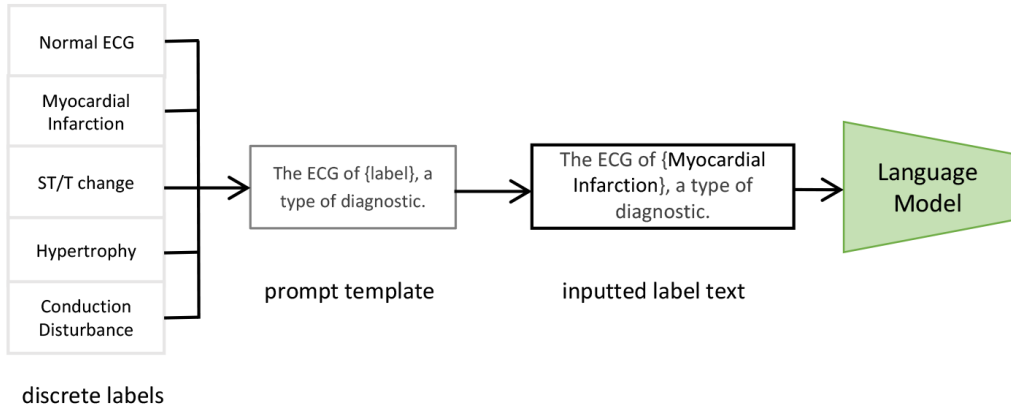 Normal ECG
Myocardial
Infarction
ST/T change
Hypertrophy
Conduction
Disturbance
discrete labels
The ECG of {label}, a
type of diagnostic.
prompt template
The ECG of {Myocardial
Infarction}, a type of
diagnostic.
inputted label text
Language
Model